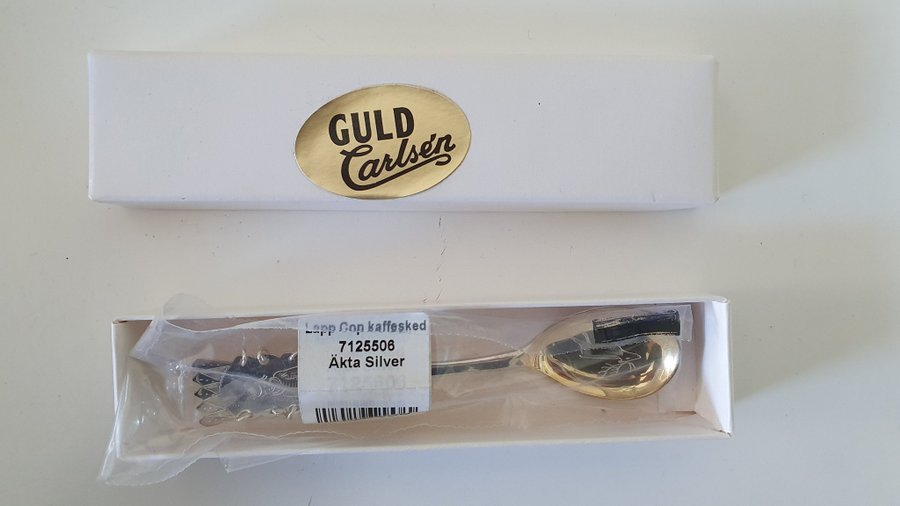 GULD
Carlsén
Lapp Cop kaffesked
7125506
Äkta Silver